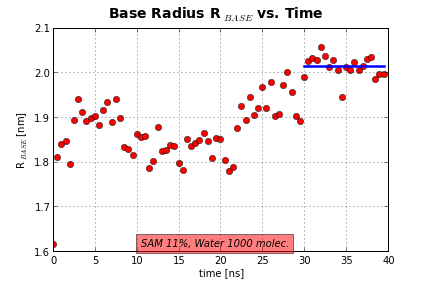 Base Radius R BASE vs. Time
2.1
2.0
1.9
1.8
1.7
1.6
R BASE [nm]
SAM 11%, Water 1000 molec.
0 5 10 15 20 25 30 35 40
time [ns]